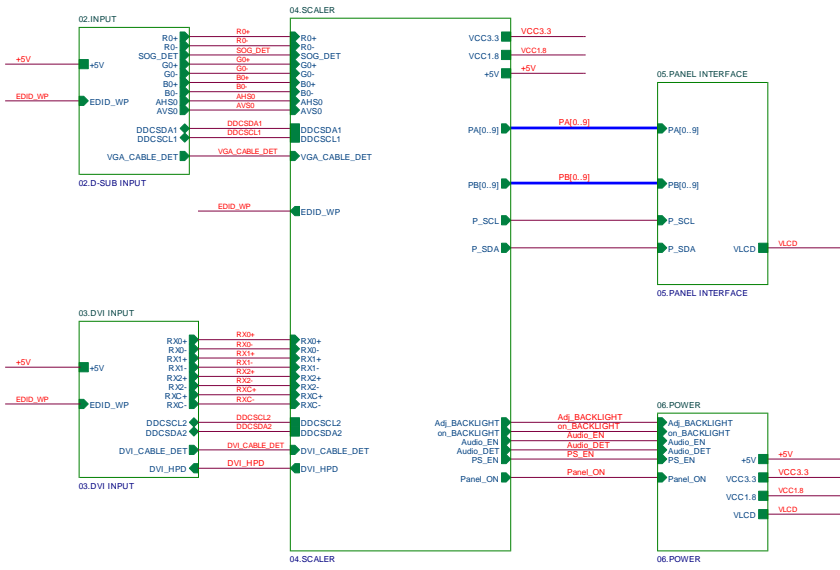 02.INPUT
R0+
R0-
SOG_DET
G0+
G0-
B0+
B0-
AHS0
AVS0
DDCSDA1
DDCSCL1
VGA_CABLE_DET
+5V
+5V
EDID_WP
EDID_WP
02.D-SUB INPUT
R0+
R0-
SOG_DET
G0+
G0-
B0+
B0-
AHS0
AVS0
DDCSDA1
DDCSCL1
VGA_CABLE_DET
EDID_WP
04.SCALER
R0+
R0-
SOG_DET
G0+
G0-
B0+
B0-
AHS0
AVS0
DDCSDA1
DDCSCL1
VGA_CABLE_DET
EDID_WP
03.DVI INPUT
+5V
+5V
EDID_WP
EDID_WP
RX0+
RX0-
RX1+
RX1-
RX2+
RX2-
RXC+
RXC-
DDCSCL2
DDCSDA2
DVI_CABLE_DET
DVI_HPD
03.DVI INPUT
RX0+
RX0-
RX1+
RX1-
RX2+
RX2-
RXC+
RXC-
DDCSCL2
DDCSDA2
DVI_CABLE_DET
DVI_HPD
RX0+
RX0-
RX1+
RX1-
RX2+
RX2-
RXC+
RXC-
DDCSCL2
DDCSDA2
DVI_CABLE_DET
DVI_HPD
VCC3.3
VCC1.8
+5V
VCC3.3
VCC1.8
+5V
PA[0..9]
PB[0..9]
P_SCL
P_SDA
PA[0..9]
PB[0..9]
Adj_BACKLIGHT
on_BACKLIGHT
Audio_EN
Audio_DET
PS_EN
Panel_ON
04.SCALER
Adj_BACKLIGHT
on_BACKLIGHT
Audio_EN
Audio_DET
PS_EN
Panel_ON
05.PANEL INTERFACE
PA[0..9]
PB[0..9]
P_SCL
P_SDA
VLCD
VLCD
05.PANEL INTERFACE
06.POWER
Adj_BACKLIGHT
on_BACKLIGHT
Audio_EN
Audio_DET
PS_EN
Panel_ON
+5V
VCC3.3
VCC1.8
VLCD
+5V
VCC3.3
VCC1.8
VLCD
06.POWER